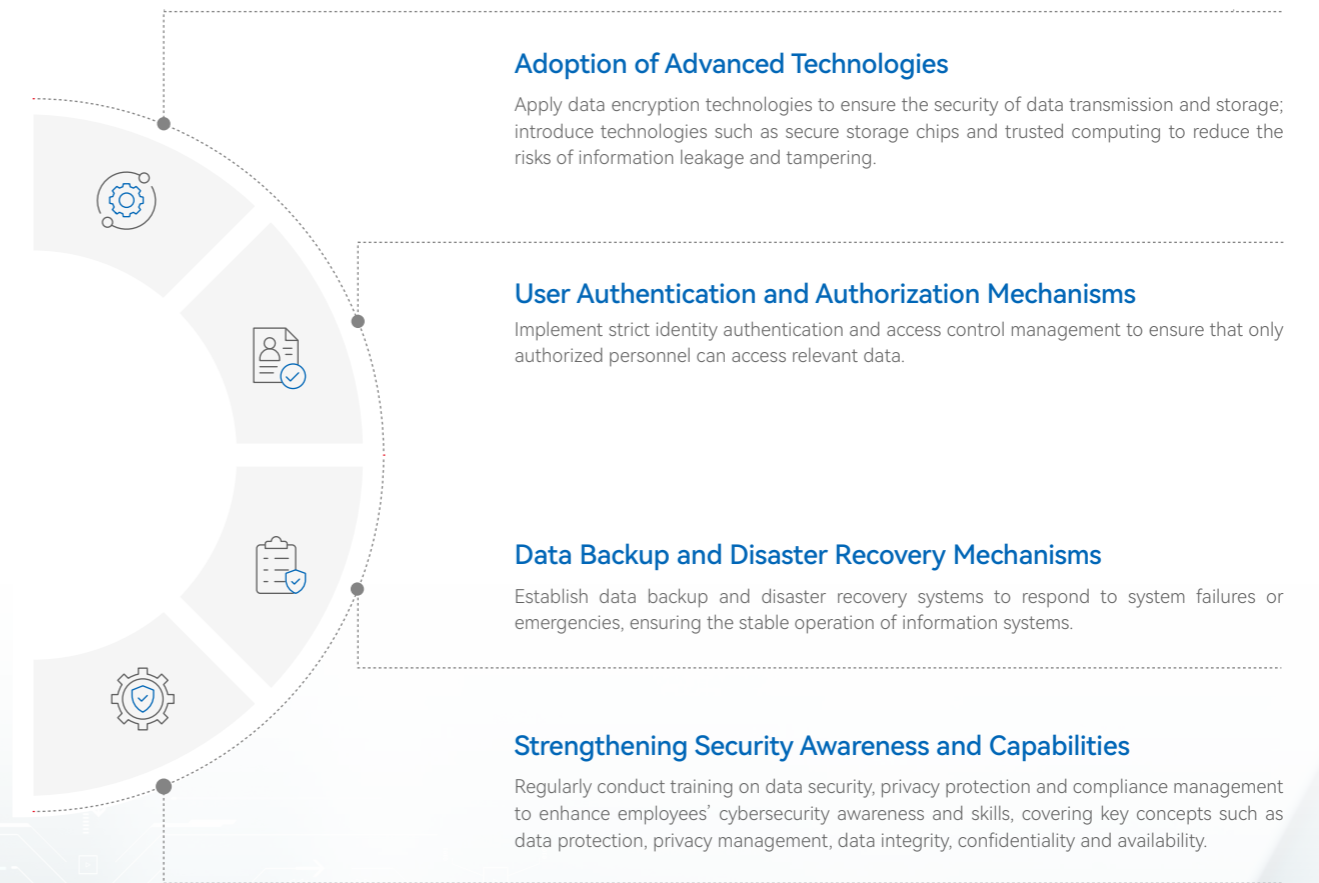 Adoption of Advanced Technologies
Apply data encryption technologies to ensure the security of data transmission and storage;
introduce technologies such as secure storage chips and trusted computing to reduce the
risks of information leakage and tampering.
User Authentication and Authorization Mechanisms
Implement strict identity authentication and access control management to ensure that only
authorized personnel can access relevant data.
Data Backup and Disaster Recovery Mechanisms
Establish data backup and disaster recovery systems to respond to system failures or
emergencies, ensuring the stable operation of information systems.
Strengthening Security Awareness and Capabilities
Regularly conduct training on data security, privacy protection and compliance management
to enhance employees’ cybersecurity awareness and skills, covering key concepts such as
data protection, privacy management, data integrity, confidentiality and availability.